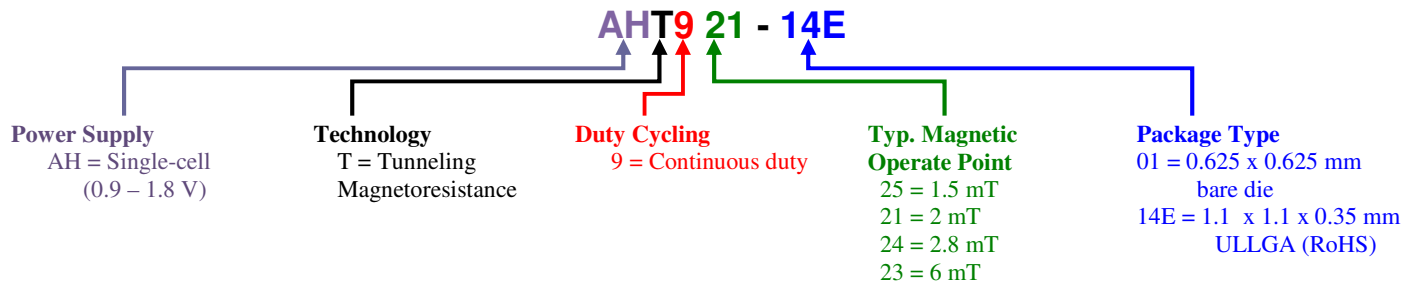 AHT9 21 - 14E
Power Supply
AH = Single-cell
(0.9 – 1.8 V)
Technology
T = Tunneling
Magnetoresistance
Duty Cycling
9 = Continuous duty
Typ. Magnetic
Operate Point
25 = 1.5 mT
21 = 2 mT
24 = 2.8 mT
23 = 6 mT
Package Type
01 = 0.625 x 0.625 mm
bare die
14E = 1.1 x 1.1 x 0.35 mm
ULLGA (RoHS)